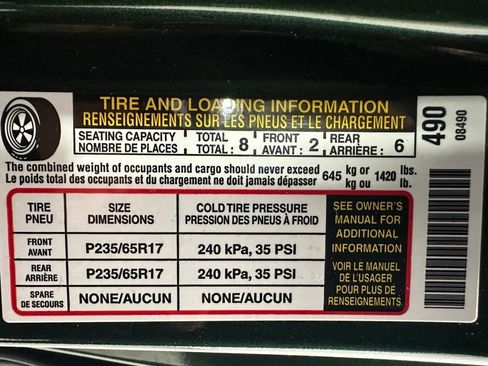 TIRE AND LOADING INFORMATION
RENSEIGNEMENTS SUR LES PNEUS ET LE CHARGEMENT
SEATING CAPACITY TOTAL FRONT REAR
NOMBRE DE PLACES TOTAL : 8 AVANT : 2 ARRIÈRE : 6
The combined weight of occupants and cargo should never exceed 645 kg or 1420 lbs.
Le poids total des occupants et du chargement ne doit jamais dépasser kg ou lb.
TIRE SIZE COLD TIRE PRESSURE
PNEU DIMENSIONS PRESSION DES PNEUS À FROID
FRONT
AVANT P235/65R17 240 kPa, 35 PSI
REAR
ARRIÈRE P235/65R17 240 kPa, 35 PSI
SPARE
DE SECOURS NONE/AUCUN NONE/AUCUN
SEE OWNER'S
MANUAL FOR
ADDITIONAL
INFORMATION
VOIR LE MANUEL
DE L'USAGER
POUR PLUS DE
RENSEIGNEMENTS
490
08490